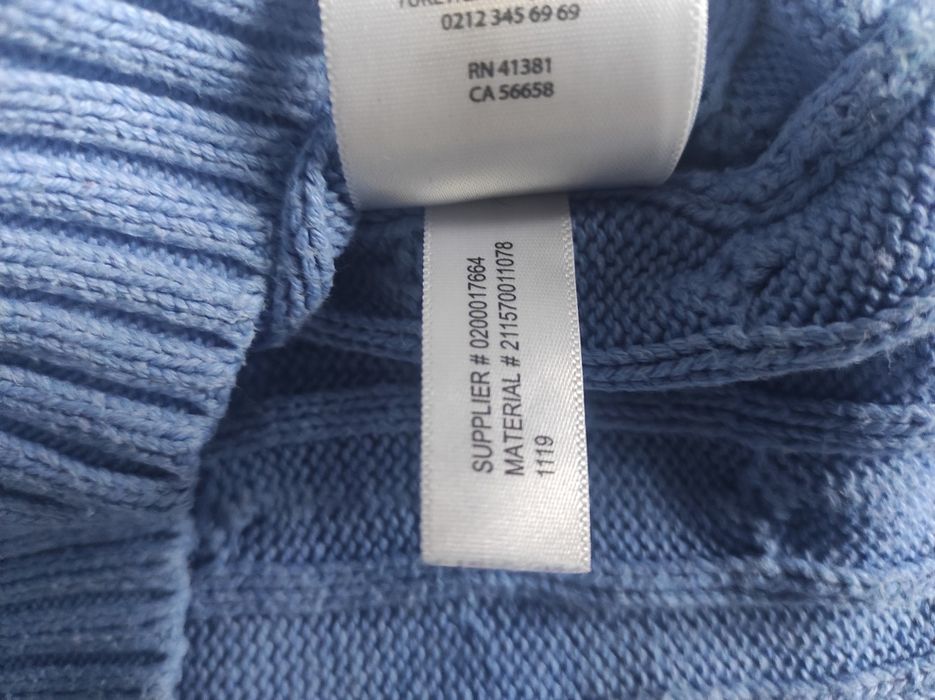 0212 345 69 69
RN 41381
CA 56658
SUPPLIER # 0200017664
MATERIAL # 211570011078
1119